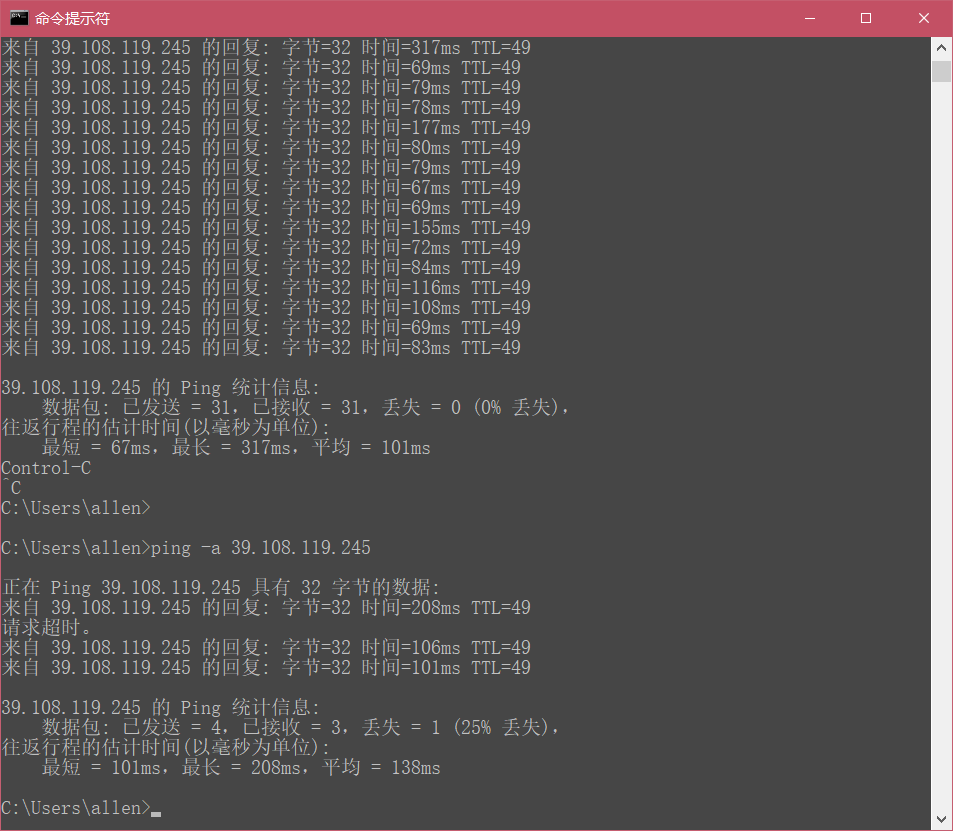 命令提示符
来自 39.108.119.245 的回复: 字节=32 时间=317ms TTL=49
来自 39.108.119.245 的回复: 字节=32 时间=69ms TTL=49
来自 39.108.119.245 的回复: 字节=32 时间=79ms TTL=49
来自 39.108.119.245 的回复: 字节=32 时间=78ms TTL=49
来自 39.108.119.245 的回复: 字节=32 时间=177ms TTL=49
来自 39.108.119.245 的回复: 字节=32 时间=80ms TTL=49
来自 39.108.119.245 的回复: 字节=32 时间=79ms TTL=49
来自 39.108.119.245 的回复: 字节=32 时间=67ms TTL=49
来自 39.108.119.245 的回复: 字节=32 时间=69ms TTL=49
来自 39.108.119.245 的回复: 字节=32 时间=155ms TTL=49
来自 39.108.119.245 的回复: 字节=32 时间=72ms TTL=49
来自 39.108.119.245 的回复: 字节=32 时间=84ms TTL=49
来自 39.108.119.245 的回复: 字节=32 时间=116ms TTL=49
来自 39.108.119.245 的回复: 字节=32 时间=108ms TTL=49
来自 39.108.119.245 的回复: 字节=32 时间=69ms TTL=49
来自 39.108.119.245 的回复: 字节=32 时间=83ms TTL=49
39.108.119.245 的 Ping 统计信息:
数据包: 已发送 = 31，已接收 = 31，丢失 = 0 (0% 丢失)，
往返行程的估计时间(以毫秒为单位):
最短 = 67ms，最长 = 317ms，平均 = 101ms
Control-C
^C
C:\Users\allen>
C:\Users\allen>ping -a 39.108.119.245
正在 Ping 39.108.119.245 具有 32 字节的数据:
来自 39.108.119.245 的回复: 字节=32 时间=208ms TTL=49
请求超时。
来自 39.108.119.245 的回复: 字节=32 时间=106ms TTL=49
来自 39.108.119.245 的回复: 字节=32 时间=101ms TTL=49
39.108.119.245 的 Ping 统计信息:
数据包: 已发送 = 4，已接收 = 3，丢失 = 1 (25% 丢失)，
往返行程的估计时间(以毫秒为单位):
最短 = 101ms，最长 = 208ms，平均 = 138ms
C:\Users\allen>